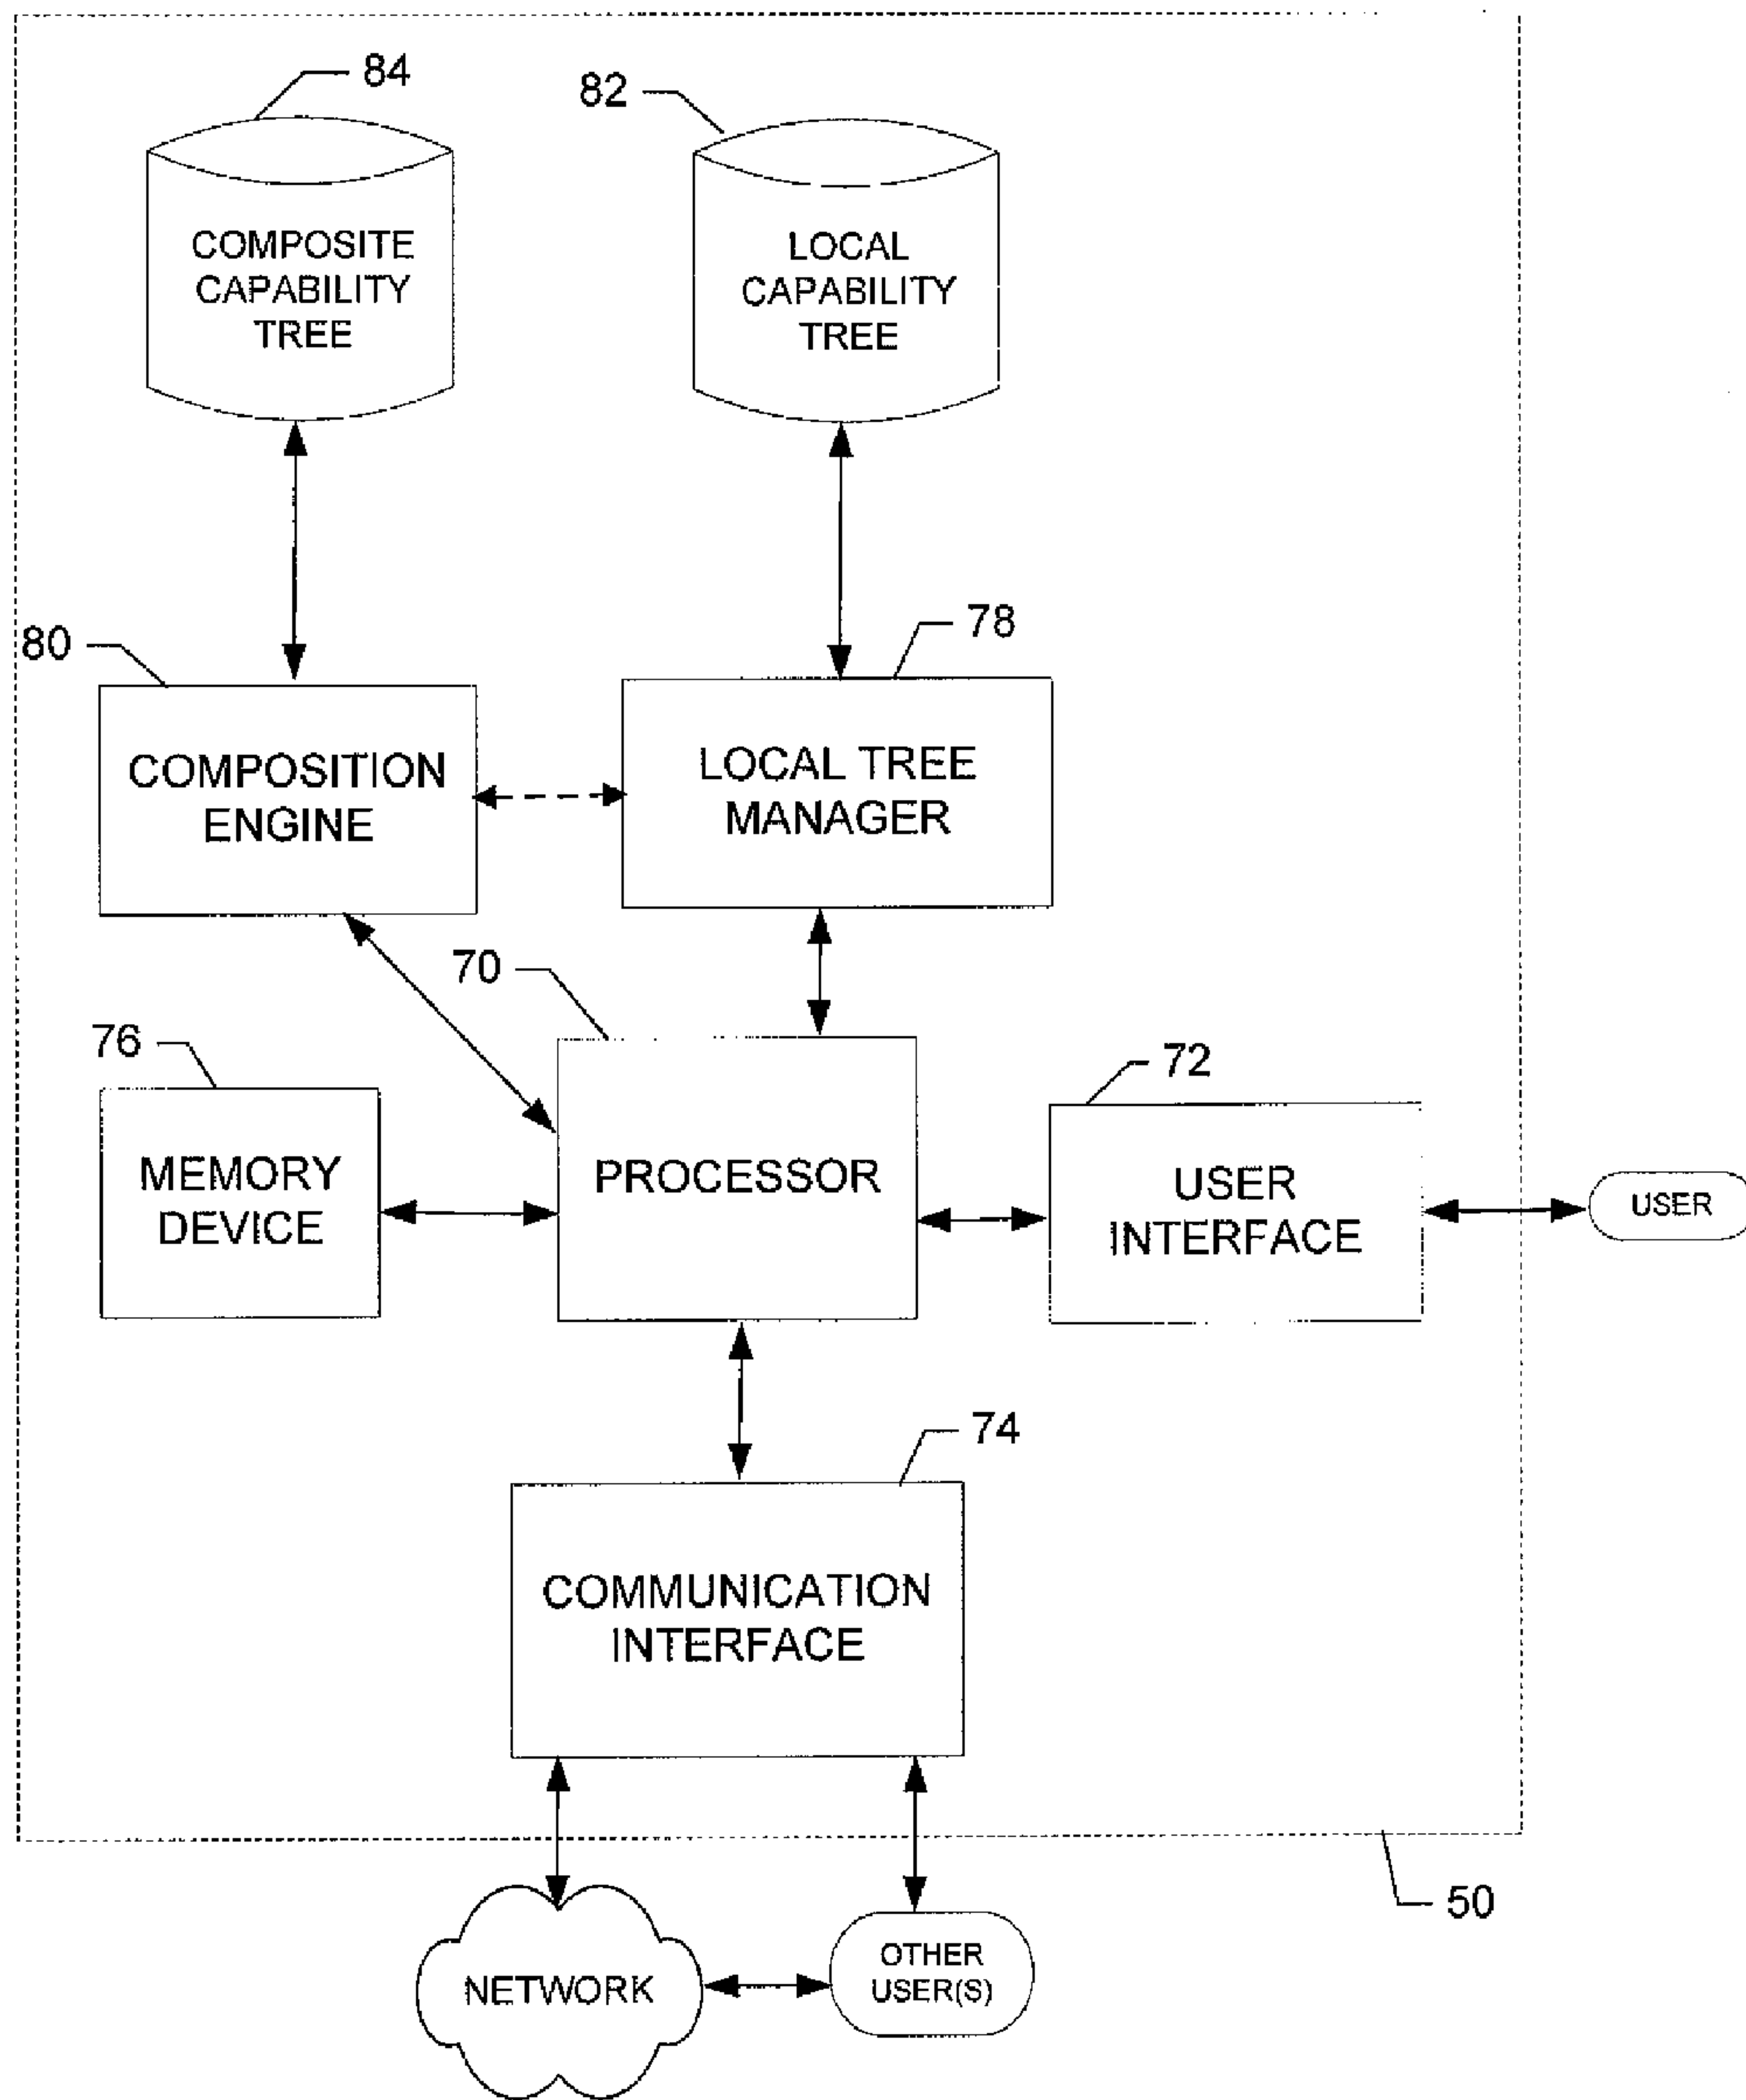 84
82
COMPOSITE
CAPABILITY
TREE
LOCAL
CAPABILITY
TREE
80
78
COMPOSITION
ENGINE
LOCAL TREE
MANAGER
70
76
72
MEMORY
DEVICE
PROCESSOR
USER
INTERFACE
USER
74
COMMUNICATION
INTERFACE
50
NETWORK
OTHER
USER(S)